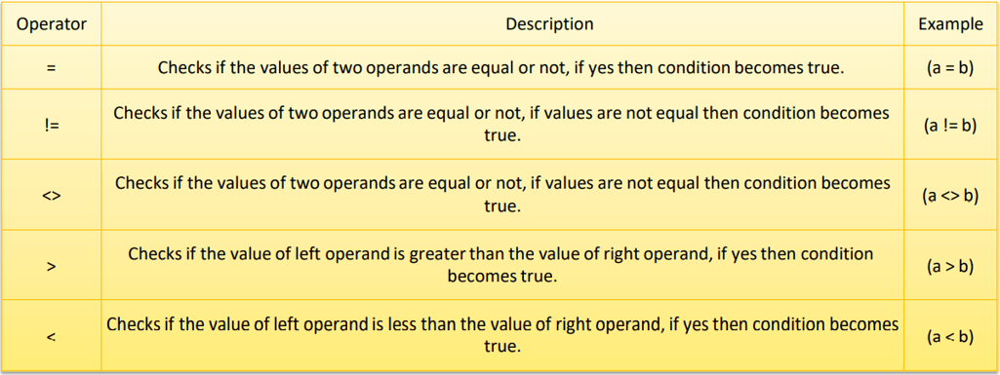 Operator Description Example
= Checks if the values of two operands are equal or not, if yes then condition becomes true. (a = b)
Checks if the values of two operands are equal or not, if values are not equal then condition becomes
!= (a != b)
true.
Checks if the values of two operands are equal or not, if values are not equal then condition becomes
<> (a <> b)
true.
Checks if the value of left operand is greater than the value of right operand, if yes then condition
> (a > b)
becomes true.
Checks if the value of left operand is less than the value of right operand, if yes then condition becomes
< (a < b)
true.